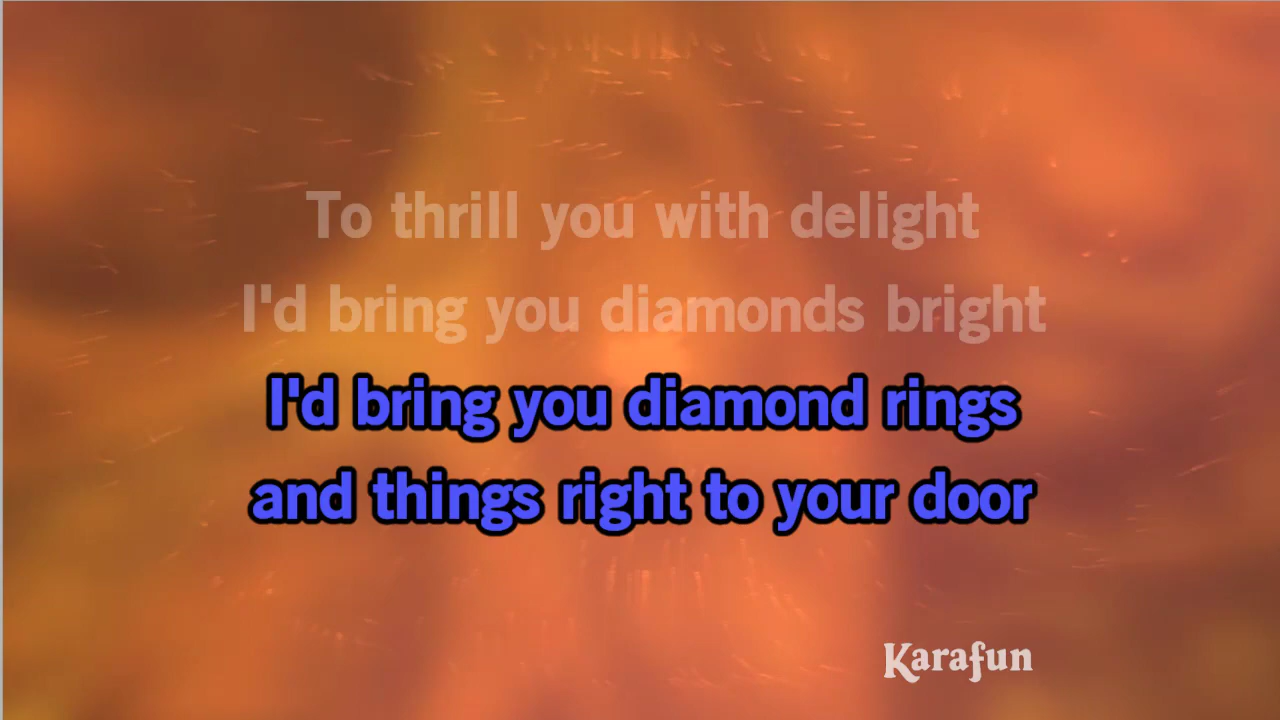 To thrill you with delight
I'd bring you diamonds bright
I'd bring you diamond rings
and things right to your door
Karafun